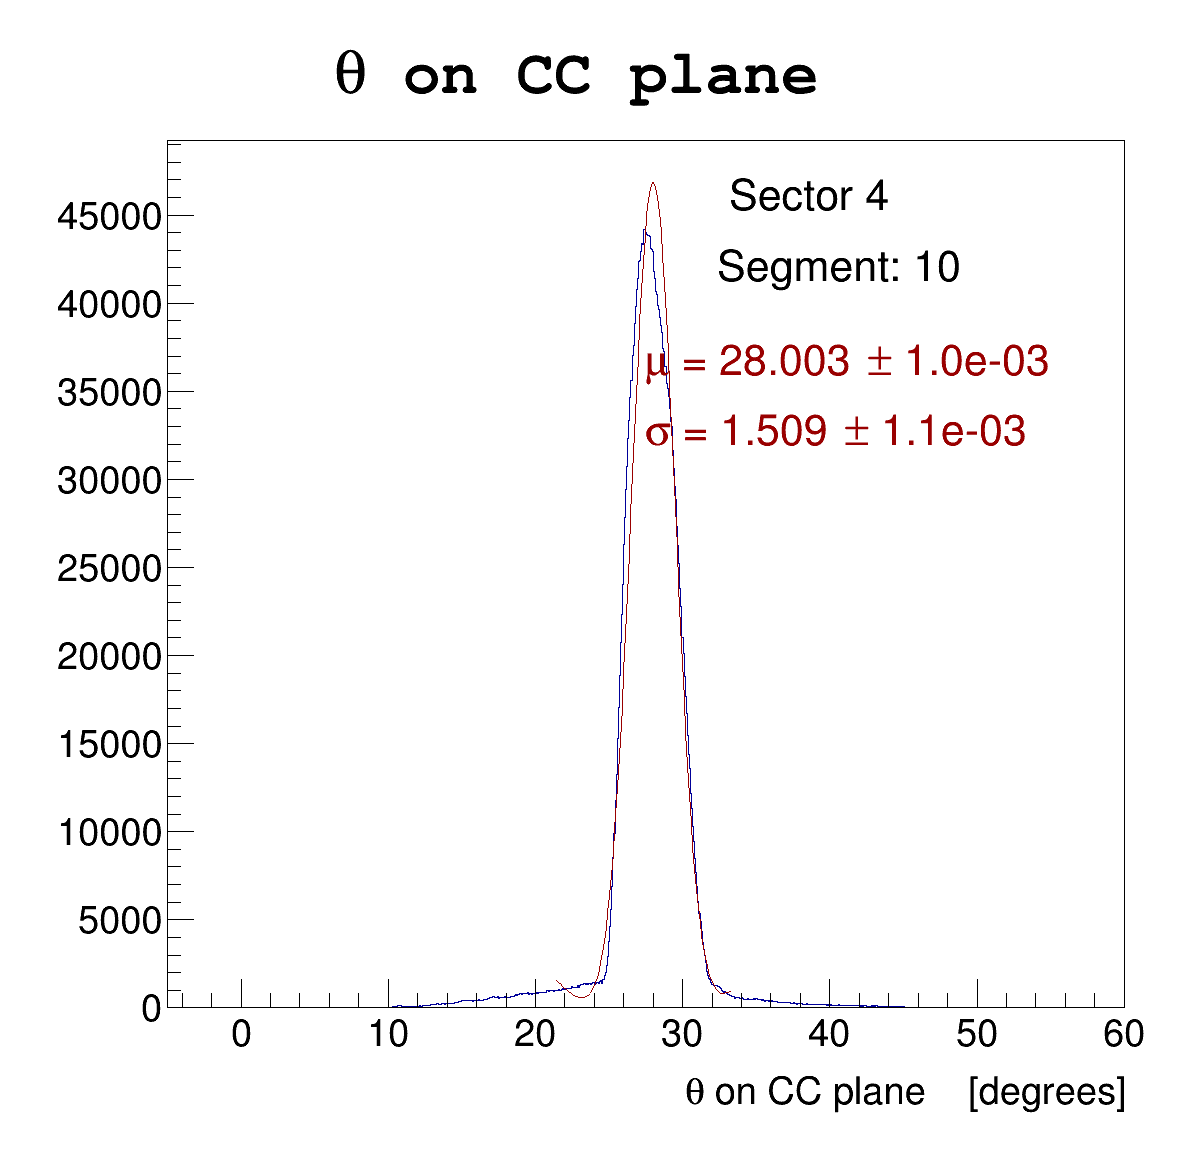 θ on CC plane
Sector 4
Segment: 10
μ = 28.003 ± 1.0e-03
σ = 1.509 ± 1.1e-03
45000
40000
35000
30000
25000
20000
15000
10000
5000
0
0 10 20 30 40 50 60
θ on CC plane [degrees]